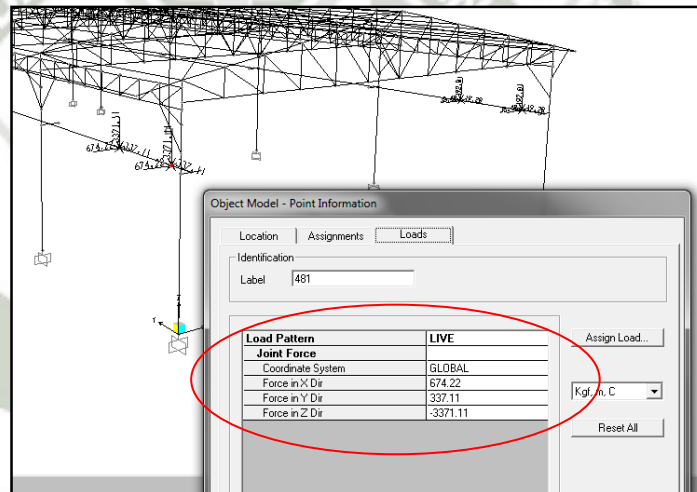 Object Model - Point Information
Location
Assignments
Loads
Identification
Label
481
Load Pattern
LIVE
Assign Load...
Joint Force
Coordinate System
GLOBAL
Force in X Dir
674.22
Kgf, m, C
Force in Y Dir
337.11
Force in Z Dir
-3371.11
Reset All